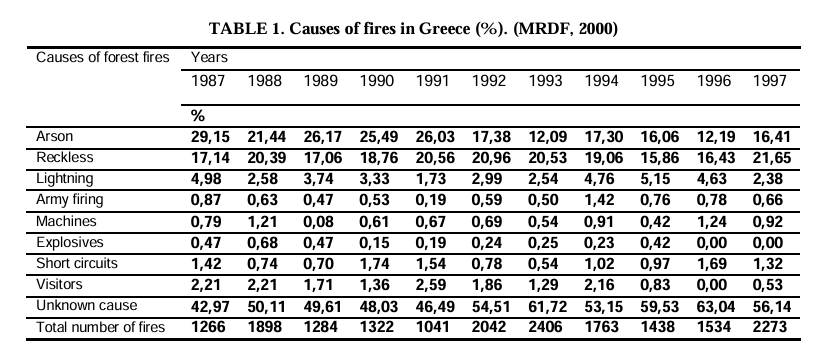 TABLE 1. Causes of fires in Greece (%). (MRDF, 2000)
Causes of forest fires Years
1987 1988 1989 1990 1991 1992 1993 1994 1995 1996 1997
%
Arson 29,15 21,44 26,17 25,49 26,03 17,38 12,09 17,30 16,06 12,19 16,41
Reckless 17,14 20,39 17,06 18,76 20,56 20,96 20,53 19,06 15,86 16,43 21,65
Lightning 4,98 2,58 3,74 3,33 1,73 2,99 2,54 4,76 5,15 4,63 2,38
Army firing 0,87 0,63 0,47 0,53 0,19 0,59 0,50 1,42 0,76 0,78 0,66
Machines 0,79 1,21 0,08 0,61 0,67 0,69 0,54 0,91 0,42 1,24 0,92
Explosives 0,47 0,68 0,47 0,15 0,19 0,24 0,25 0,23 0,42 0,00 0,00
Short circuits 1,42 0,74 0,70 1,74 1,54 0,78 0,54 1,02 0,97 1,69 1,32
Visitors 2,21 2,21 1,71 1,36 2,59 1,86 1,29 2,16 0,83 0,00 0,53
Unknown cause 42,97 50,11 49,61 48,03 46,49 54,51 61,72 53,15 59,53 63,04 56,14
Total number of fires 1266 1898 1284 1322 1041 2042 2406 1763 1438 1534 2273